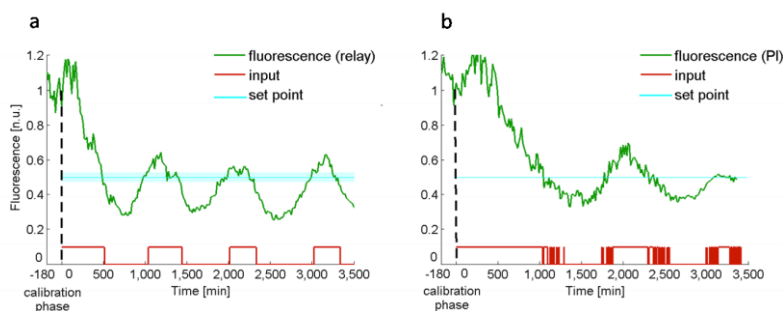 a
fluorescence (relay)
input
set point
Fluorescence [n.u.]
1.2
1
0.8
0.6
0.4
0.2
0
-180 0 500 1,000 1,500 2,000 2,500 3,000 3,500
calibration
phase
Time [min]
b
fluorescence (PI)
input
set point
1.2
1
0.8
0.6
0.4
0.2
0
-180 0 500 1,000 1,500 2,000 2,500 3,000 3,500
calibration
phase
Time [min]